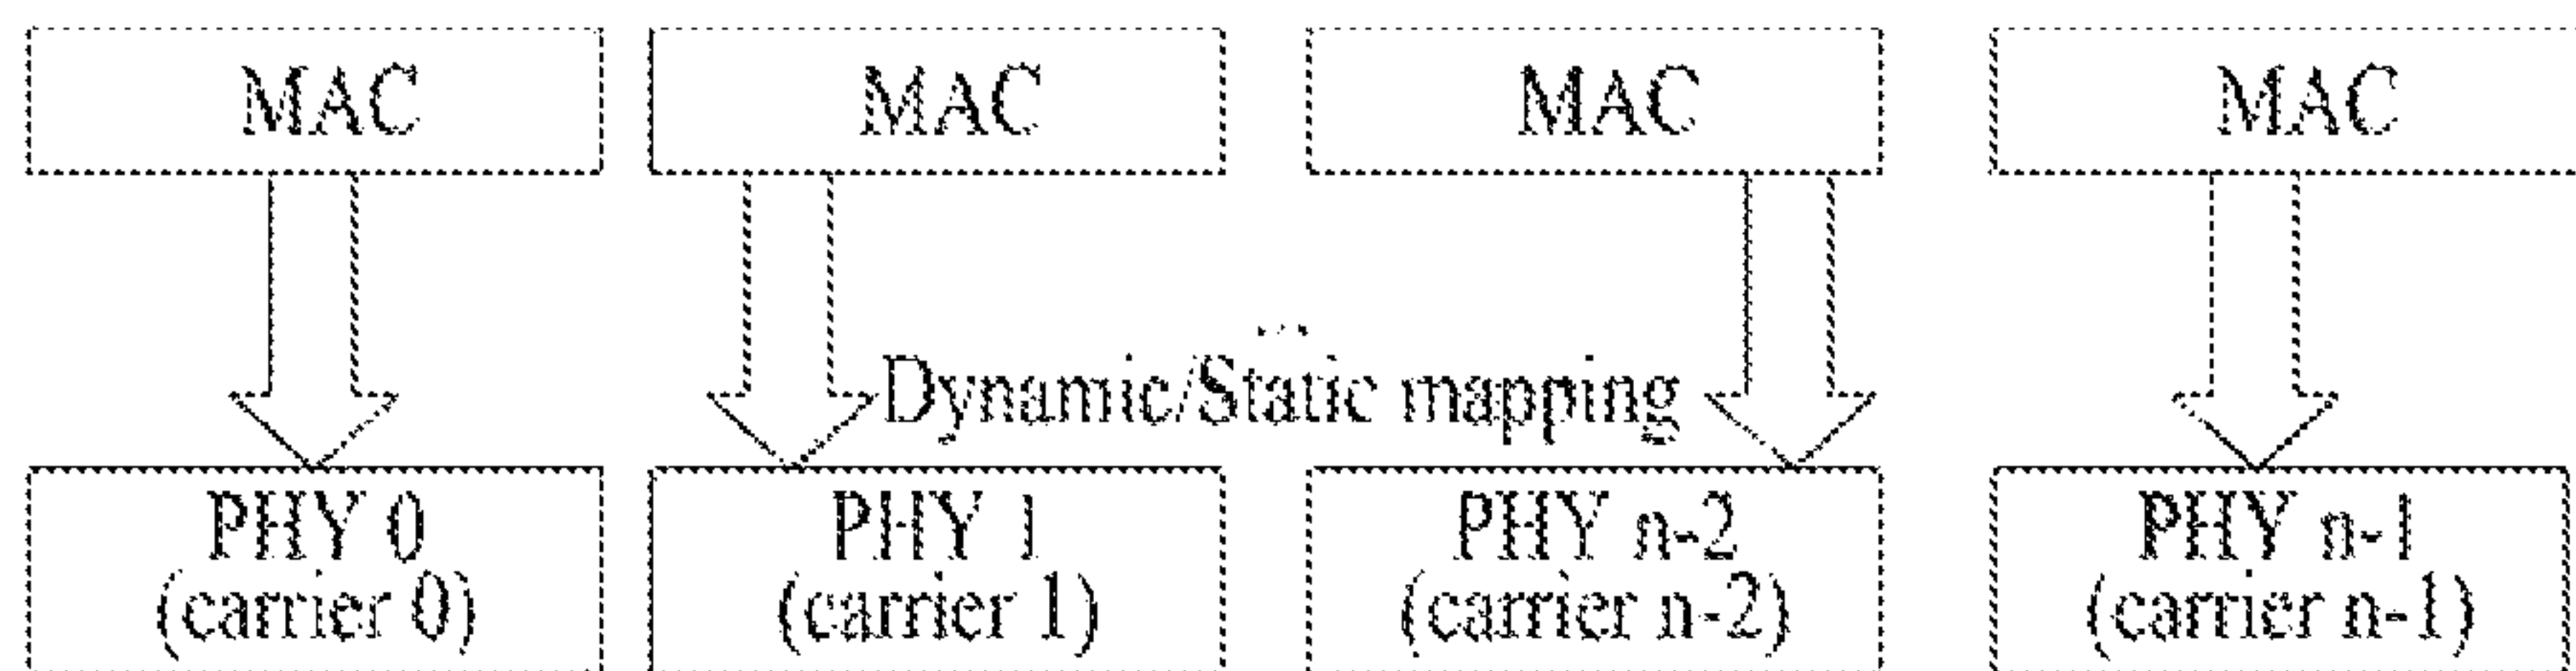 MAC
MAC
MAC
MAC
...
Dynamic/Static mapping
PHY 0
(carrier 0)
PHY 1
(carrier 1)
PHY n-2
(carrier n-2)
PHY n-1
(carrier n-1)